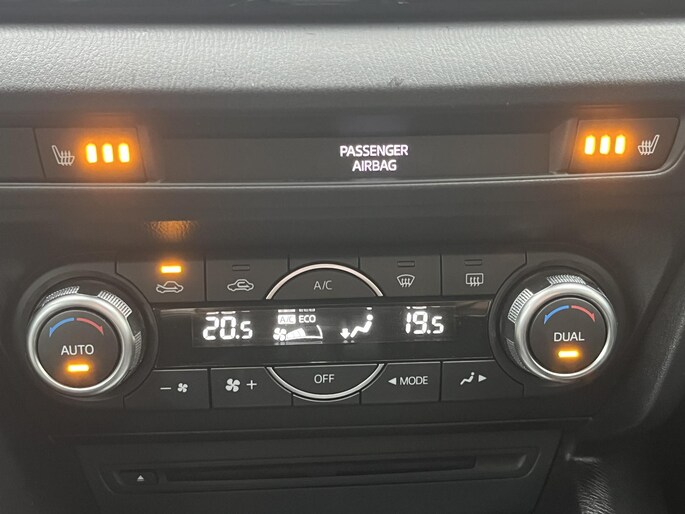 PASSENGER
AIRBAG
A/C
20.5
A/C ECO
19.5
AUTO
DUAL
− +
OFF
MODE